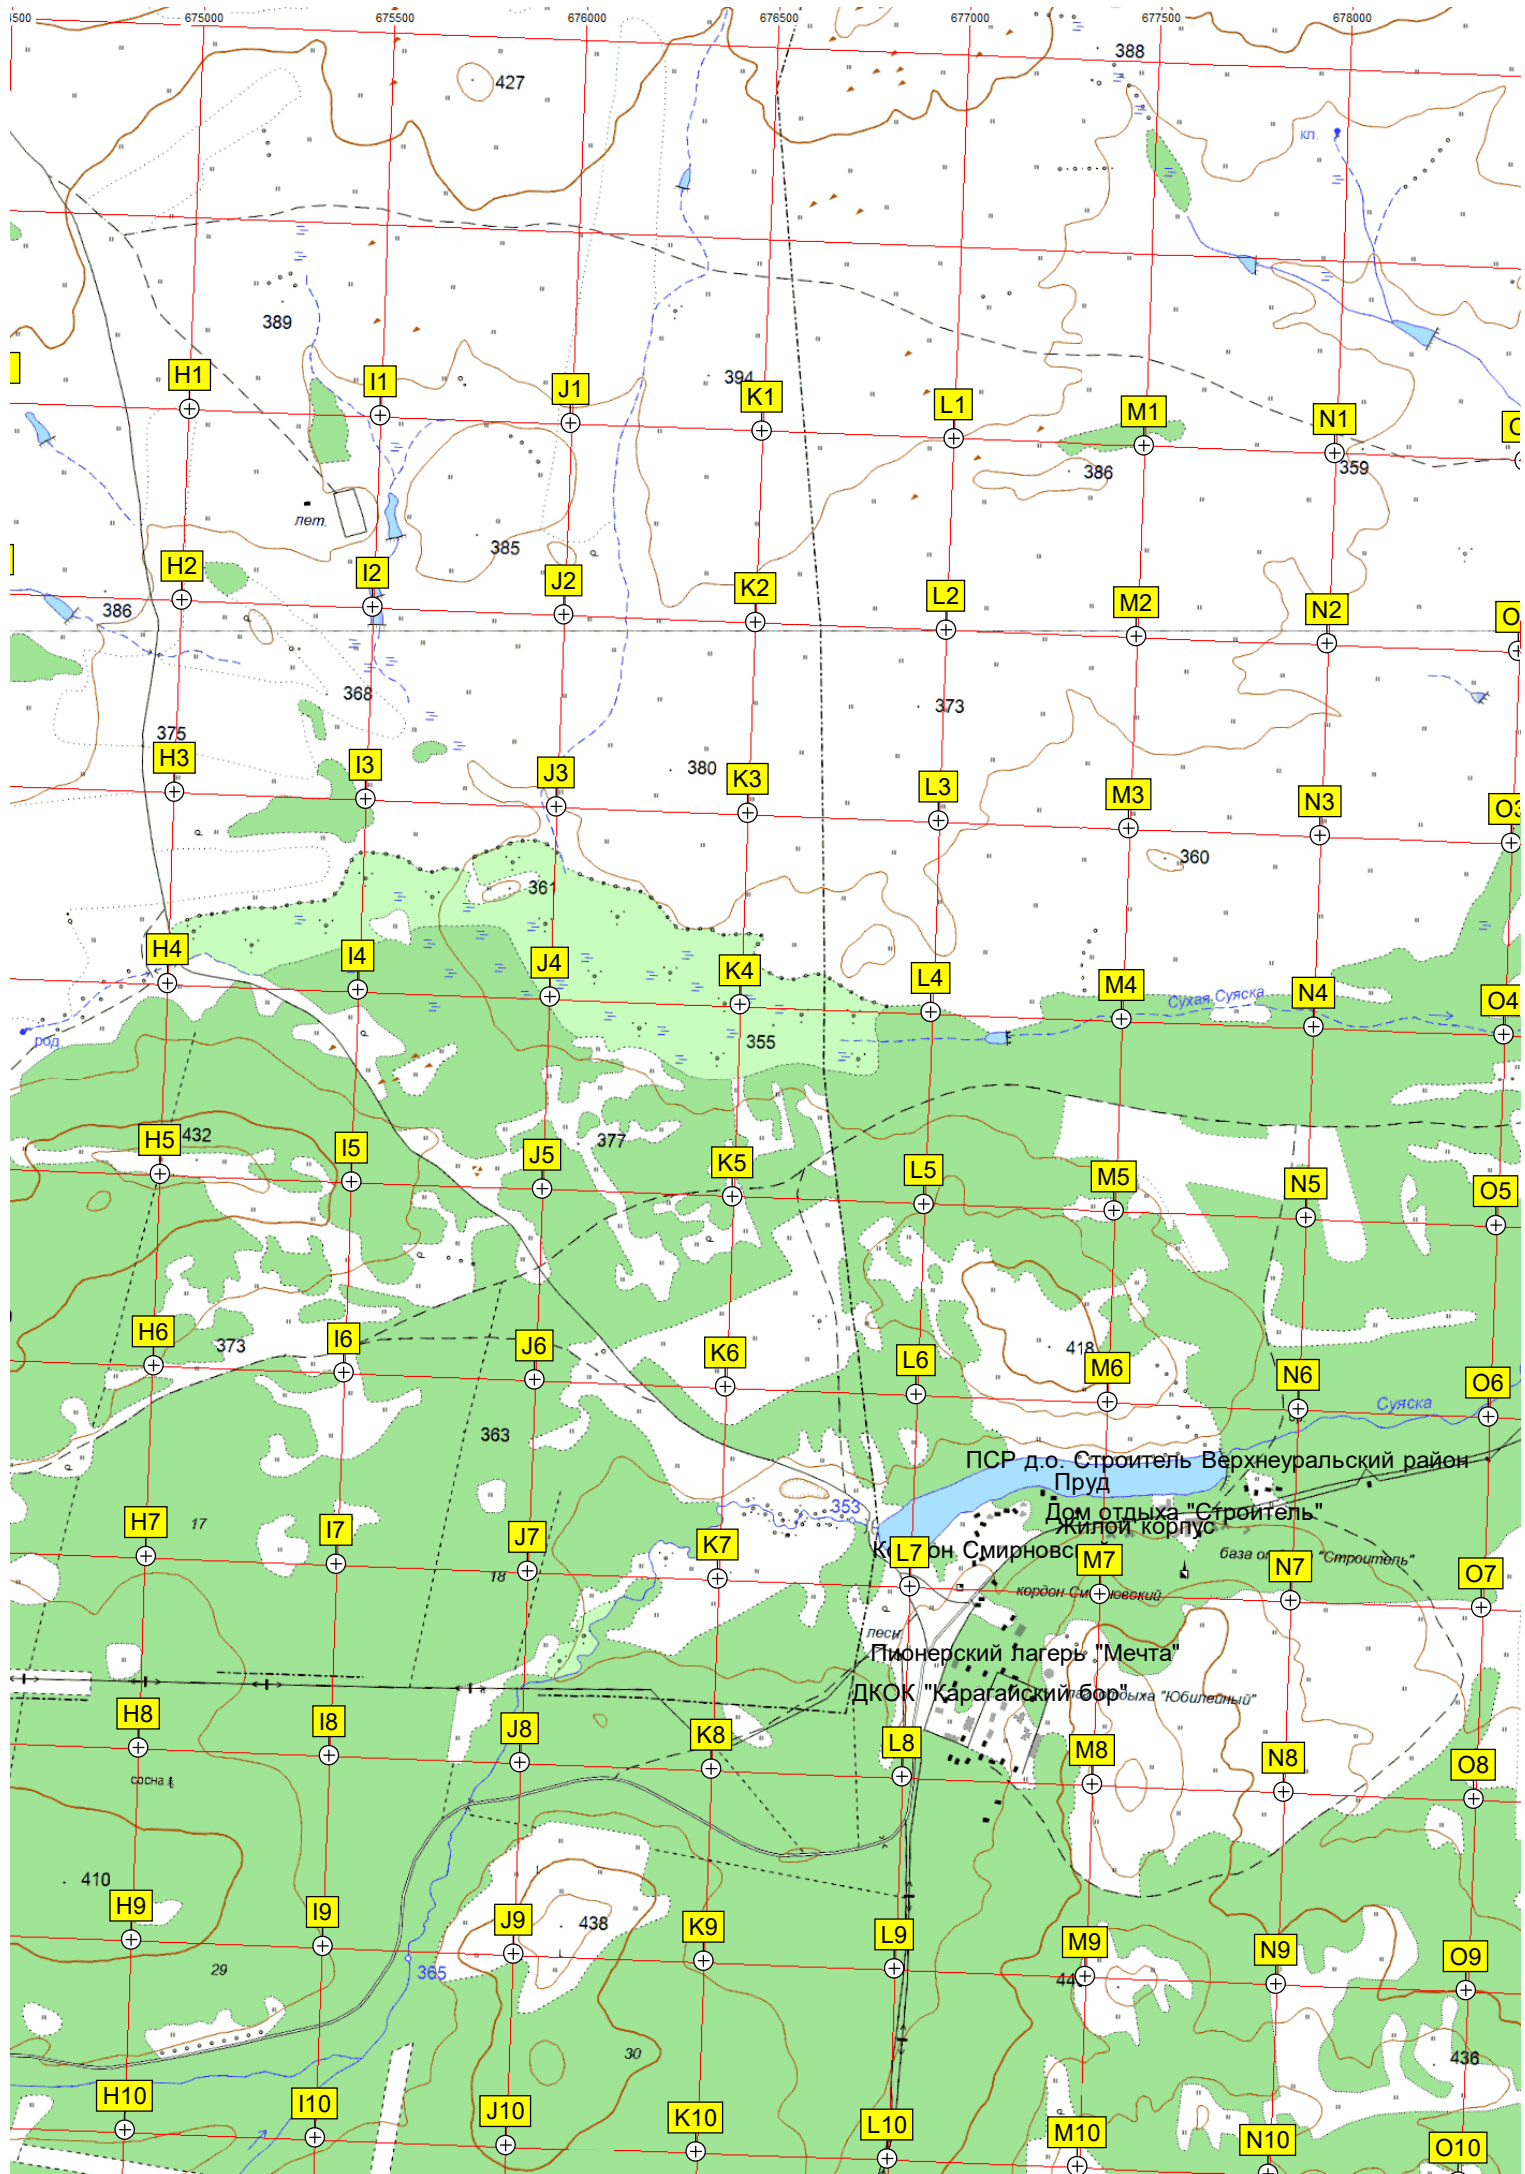 4500 675000 675500 676000 676500 677000 677500 678000
388
427
кл.
389
394
H1 I1 J1 K1 L1 M1 N1
386
359
лет.
385
H2 I2 J2 K2 L2 M2 N2 O
386
368
373
375
380
H3 I3 J3 K3 L3 M3 N3 O3
360
361
H4 I4 J4 K4 L4 M4 N4 O4
Сухая Суяска
род
355
432
377
H5 I5 J5 K5 L5 M5 N5 O5
373
418
H6 I6 J6 K6 L6 M6 N6 O6
Суяска
363
ПСР д.о. Строитель Верхнеуральский район
Пруд
353
Дом отдыха "Строитель"
Жилой корпус
17
H7 I7 J7 K7 L7 M7 N7 O7
18
"Строитель"
лесн.
Пионерский лагерь "Мечта"
ДКОК "Карагайский бор"
"Юбилейный"
H8 I8 J8 K8 L8 M8 N8 O8
сосна
410
438
H9 I9 J9 K9 L9 M9 N9 O9
29
365
30
436
H10 I10 J10 K10 L10 M10 N10 O10